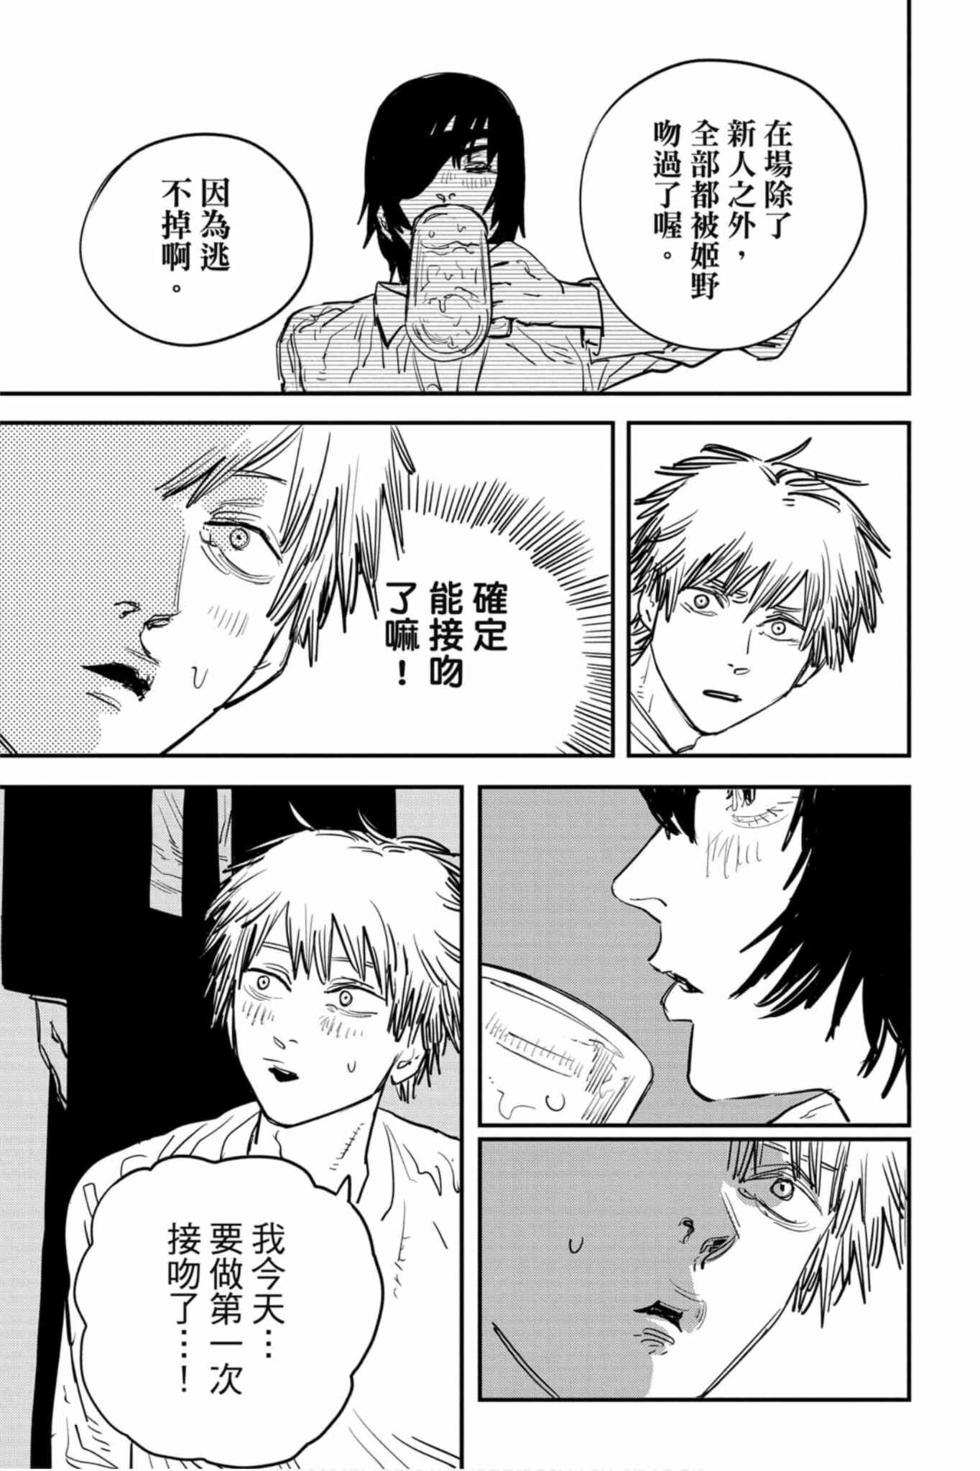 在場除了
新人之外，
全部都被姬野
吻過了喔。
因為逃
不掉啊。
確定
能接吻
了嘛！
我今天…
要做第一次
接吻了…！